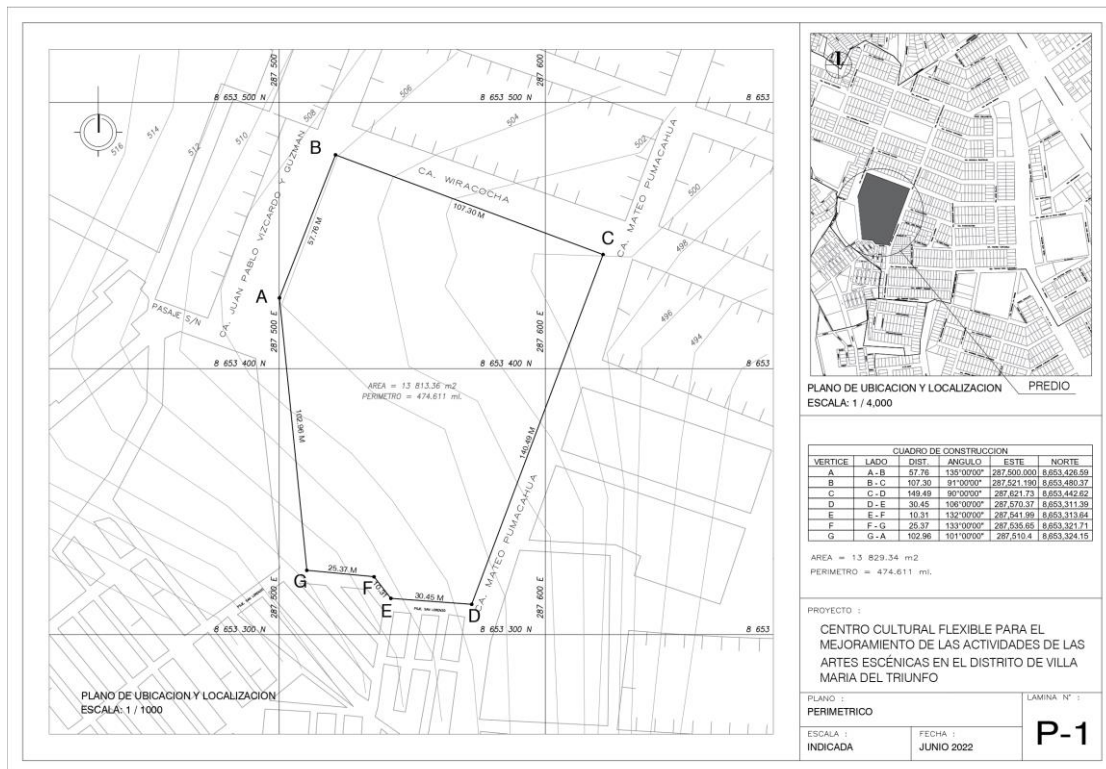 287 500
287 600
8 653 500 N
8 653 500 N
8 653
506
508
504
510
512
514
516
502
500
498
496
494
B
CA. WIRACOCHA
107.30 M
CA. MATEO PUMACAHUA
C
CA. JUAN PABLO VIZCARDO Y GUZMAN
57.76 M
A
PASAJE S/N
287 500 E
287 600 E
8 653 400 N
8 653 400 N
8 653
AREA = 13 813.36 m2
PERIMETRO = 474.611 ml.
102.96 M
140.49 M
CA. MATEO PUMACAHUA
G
25.37 M
F
10.31
E
30.45 M
D
287 500 E
287 600 E
8 653 300 N
8 653 300 N
8 653
PLANO DE UBICACION Y LOCALIZACION
ESCALA: 1 / 1000
PLANO DE UBICACION Y LOCALIZACION
PREDIO
ESCALA: 1 / 4,000
CUADRO DE CONSTRUCCION
VERTICE LADO DIST. ANGULO ESTE NORTE
A A - B 57.76 135°00'00" 287,500.000 8,653,426.59
B B - C 107.30 91°00'00" 287,521.190 8,653,480.37
C C - D 149.49 90°00'00" 287,621.73 8,653,442.62
D D - E 30.45 106°00'00" 287,570.37 8,653,311.39
E E - F 10.31 132°00'00" 287,541.99 8,653,313.64
F F - G 25.37 133°00'00" 287,535.65 8,653,321.71
G G - A 102.96 101°00'00" 287,510.4 8,653,324.15
AREA = 13 829.34 m2
PERIMETRO = 474.611 ml.
PROYECTO :
CENTRO CULTURAL FLEXIBLE PARA EL
MEJORAMIENTO DE LAS ACTIVIDADES DE LAS
ARTES ESCÉNICAS EN EL DISTRITO DE VILLA
MARIA DEL TRIUNFO
PLANO :
PERIMETRICO
LAMINA N° :
P-1
ESCALA :
INDICADA
FECHA :
JUNIO 2022